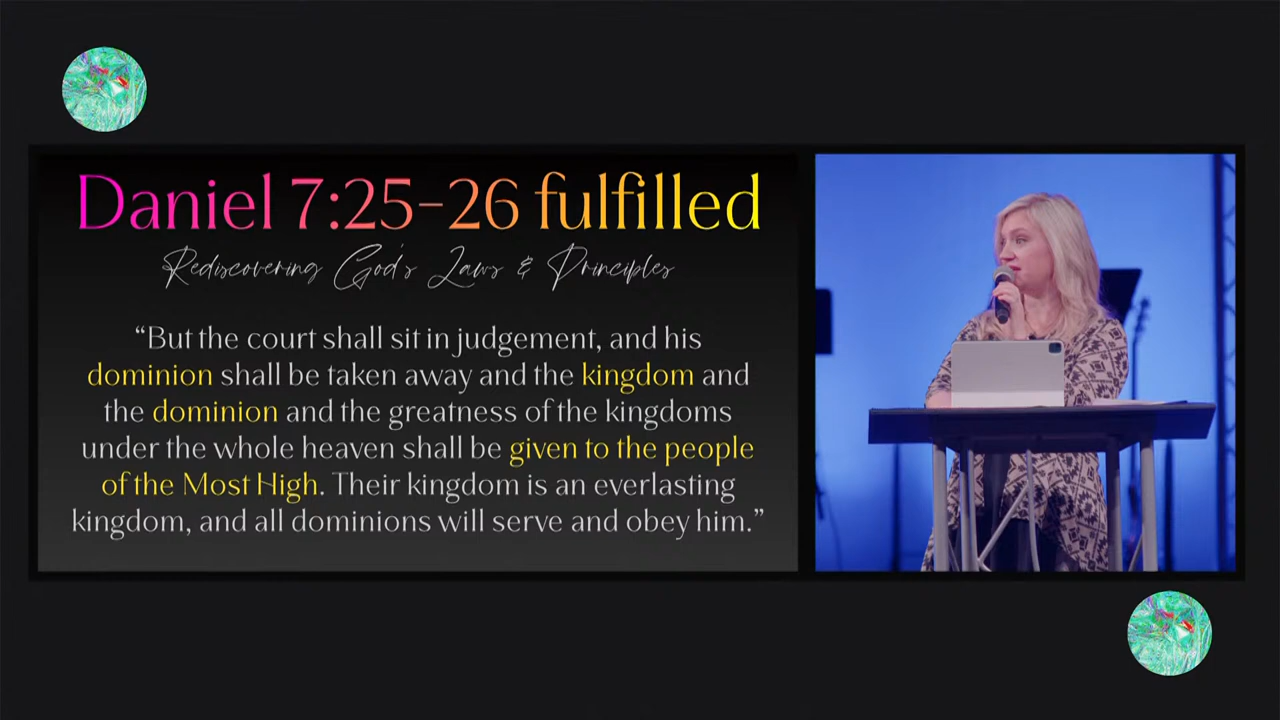 Daniel 7:25-26 fulfilled
Rediscovering God's Laws & Principles
“But the court shall sit in judgement, and his
dominion shall be taken away and the kingdom and
the dominion and the greatness of the kingdoms
under the whole heaven shall be given to the people
of the Most High. Their kingdom is an everlasting
kingdom, and all dominions will serve and obey him.”